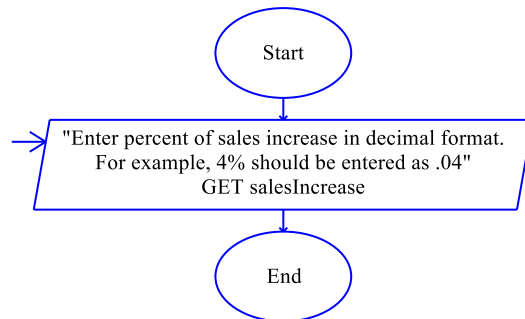 Start
"Enter percent of sales increase in decimal format.
For example, 4% should be entered as .04"
GET salesIncrease
End